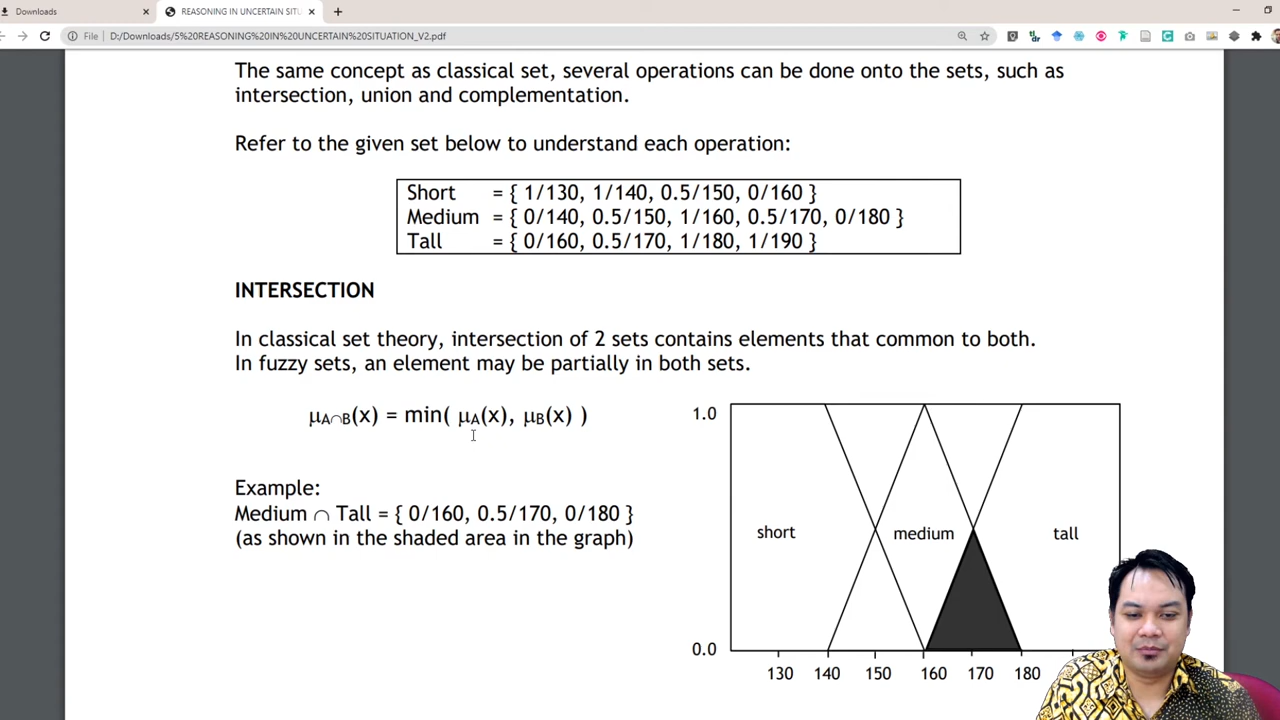 Downloads
REASONING IN UNCERTAIN SITU
File
D:/Downloads/5%20REASONING%20IN%20UNCERTAIN%20SITUATION_V2.pdf
The same concept as classical set, several operations can be done onto the sets, such as
intersection, union and complementation.
Refer to the given set below to understand each operation:
Short = { 1/130, 1/140, 0.5/150, 0/160 }
Medium = { 0/140, 0.5/150, 1/160, 0.5/170, 0/180 }
Tall = { 0/160, 0.5/170, 1/180, 1/190 }
INTERSECTION
In classical set theory, intersection of 2 sets contains elements that common to both.
In fuzzy sets, an element may be partially in both sets.
μA∩B(x) = min( μA(x), μB(x) )
Example:
Medium ∩ Tall = { 0/160, 0.5/170, 0/180 }
(as shown in the shaded area in the graph)
1.0
short
medium
tall
0.0
130 140 150 160 170 180